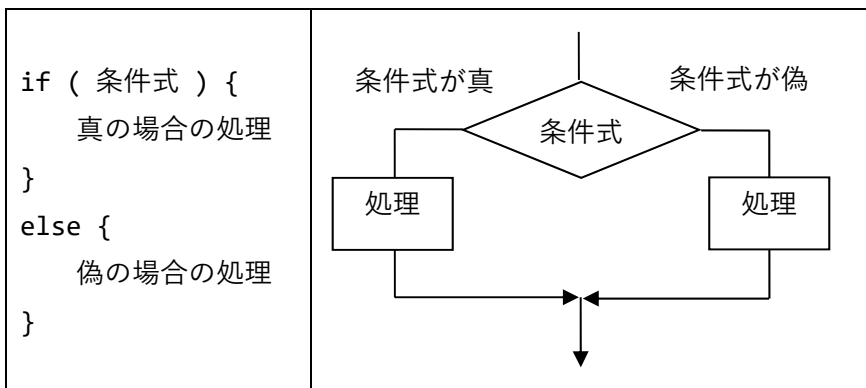 if ( 条件式 ) {
真の場合の処理
}
else {
偽の場合の処理
}
条件式が真
条件式が偽
条件式
処理
処理